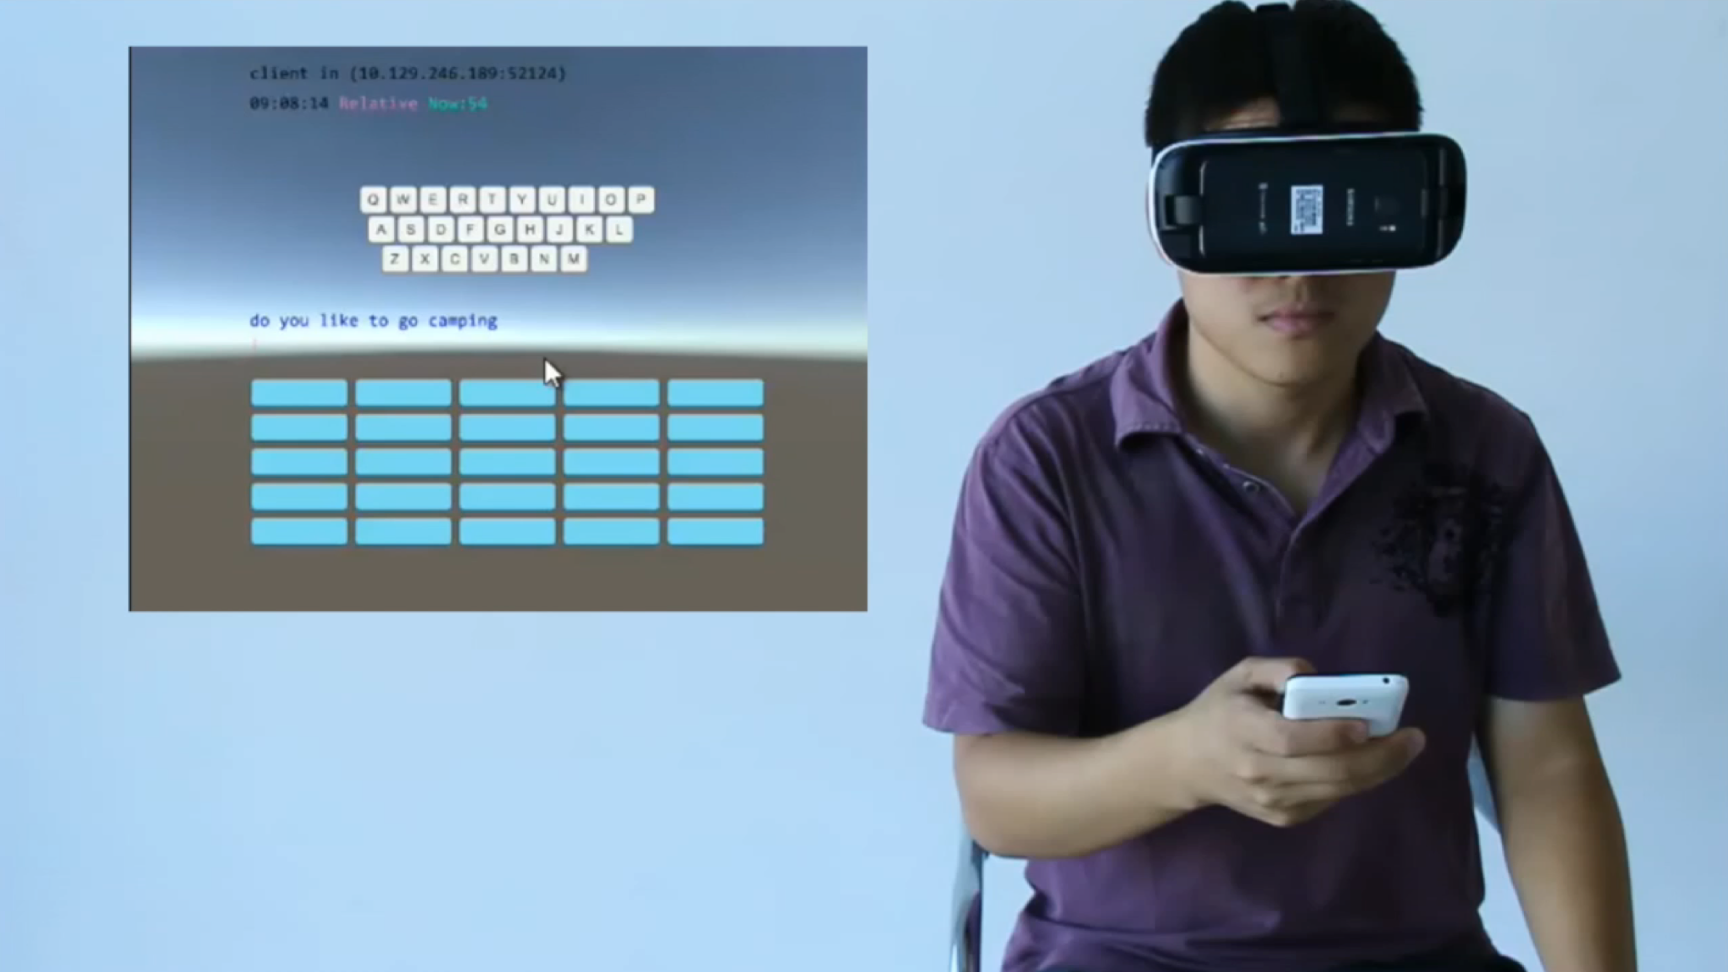 client in (10.129.246.189:52124)
09:08:14 Relative Now:54
Q W E R T Y U I O P
A S D F G H J K L
Z X C V B N M
do you like to go camping